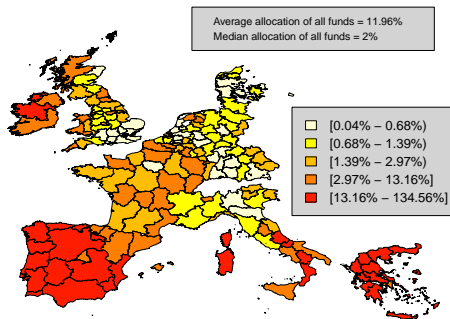 Average allocation of all funds = 11.96%
Median allocation of all funds = 2%
[0.04% − 0.68%)
[0.68% − 1.39%)
[1.39% − 2.97%)
[2.97% − 13.16%]
[13.16% − 134.56%]